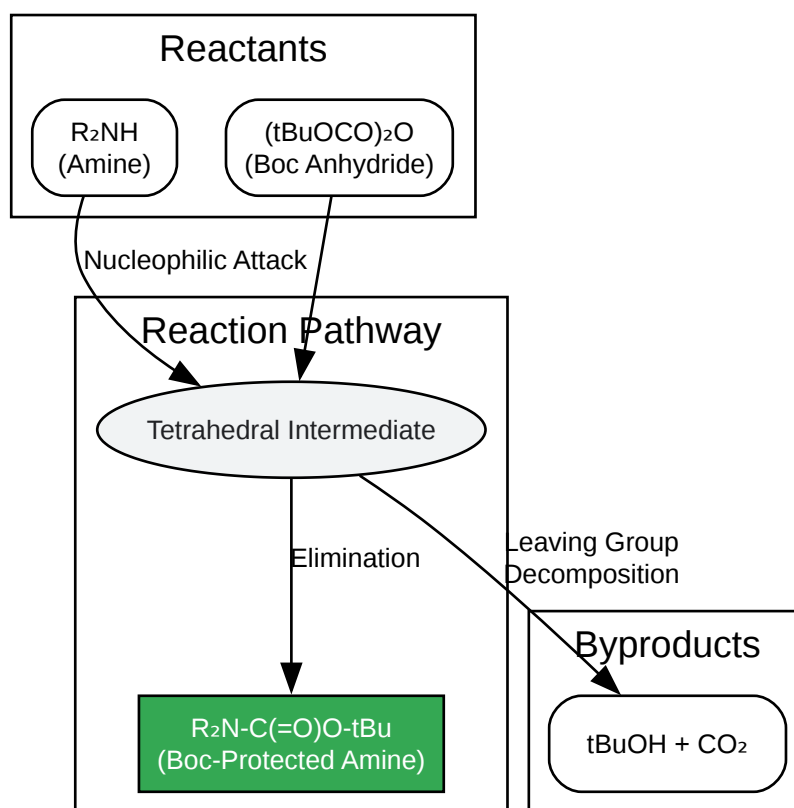 Reactants
R₂NH
(Amine)
(tBuOCO)₂O
(Boc Anhydride)
Nucleophilic Attack
Reaction Pathway
Tetrahedral Intermediate
Elimination
Leaving Group
Decomposition
Byproducts
R₂N-C(=O)O-tBu
(Boc-Protected Amine)
tBuOH + CO₂